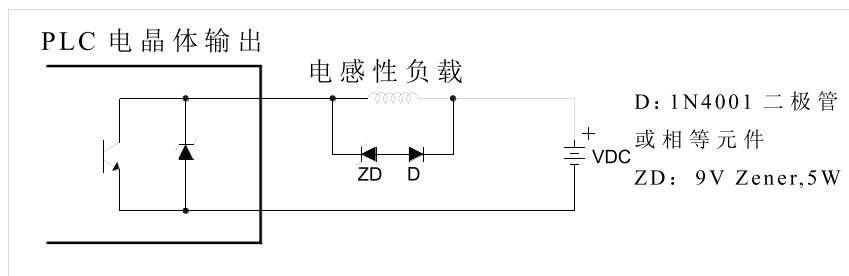 PLC 电晶体输出
电感性负载
D：1N4001 二极管
或相等元件
ZD： 9V Zener,5W
+
VDC
ZD
D